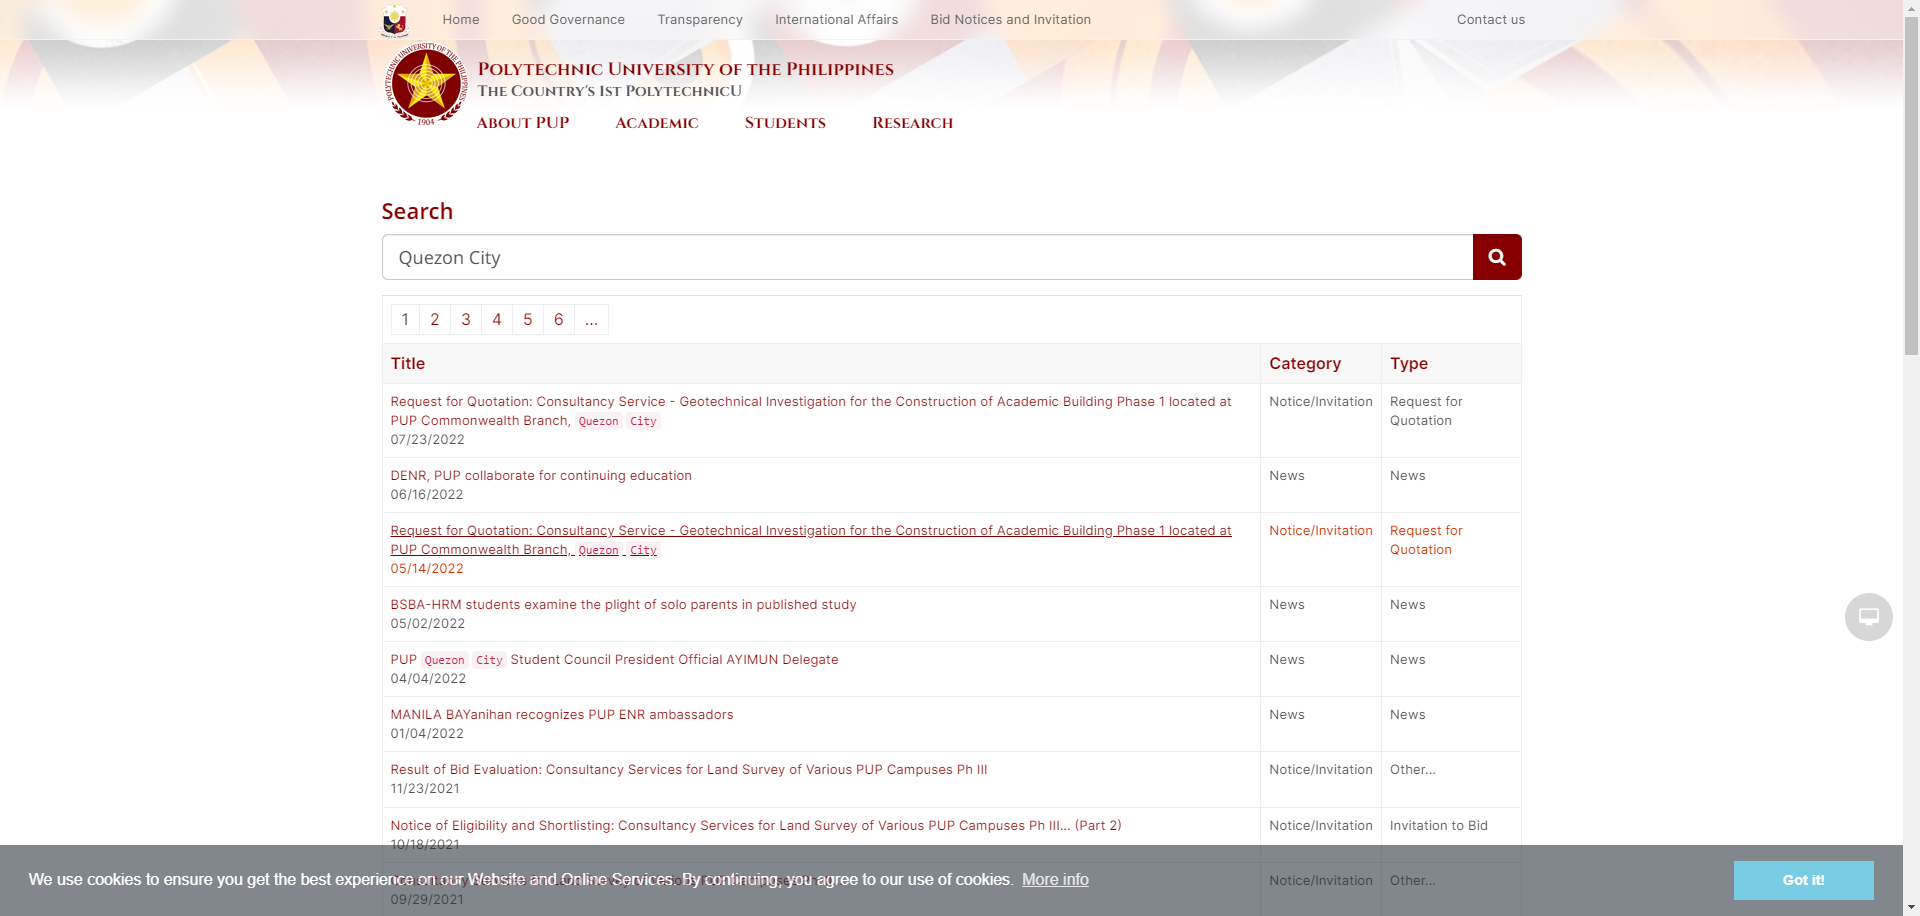 Home Good Governance Transparency International Affairs Bid Notices and Invitation Contact us
POLYTECHNIC UNIVERSITY OF THE PHILIPPINES
THE COUNTRY'S 1ST POLYTECHNICU
1904
ABOUT PUP ACADEMIC STUDENTS RESEARCH
Search
Quezon City
1 2 3 4 5 6 ...
Title Category Type
Request for Quotation: Consultancy Service - Geotechnical Investigation for the Construction of Academic Building Phase 1 located at Notice/Invitation Request for
PUP Commonwealth Branch, Quezon City Quotation
07/23/2022
DENR, PUP collaborate for continuing education News News
06/16/2022
Request for Quotation: Consultancy Service - Geotechnical Investigation for the Construction of Academic Building Phase 1 located at Notice/Invitation Request for
PUP Commonwealth Branch, Quezon City Quotation
05/14/2022
BSBA-HRM students examine the plight of solo parents in published study News News
05/02/2022
PUP Quezon City Student Council President Official AYIMUN Delegate News News
04/04/2022
MANILA BAYanihan recognizes PUP ENR ambassadors News News
01/04/2022
Result of Bid Evaluation: Consultancy Services for Land Survey of Various PUP Campuses Ph III Notice/Invitation Other...
11/23/2021
Notice of Eligibility and Shortlisting: Consultancy Services for Land Survey of Various PUP Campuses Ph III... (Part 2) Notice/Invitation Invitation to Bid
10/18/2021
We use cookies to ensure you get the best experience on our Website and Online Services. By continuing, you agree to our use of cookies. More info Got it!
Notice/Invitation Other...
09/29/2021